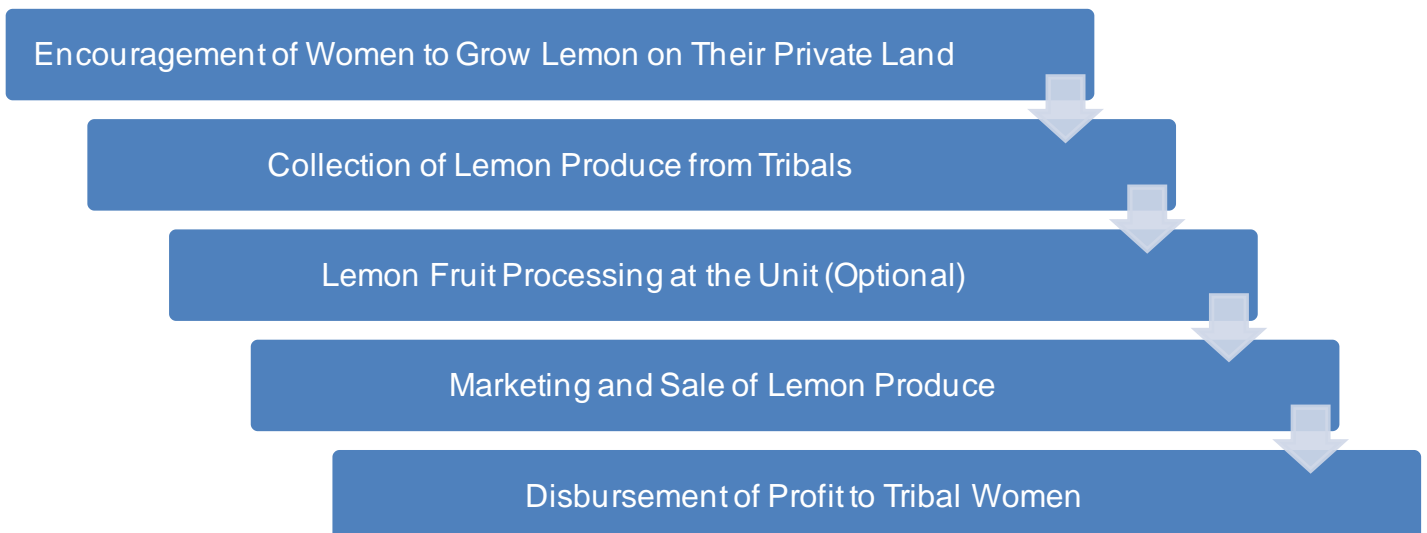 Encouragement of Women to Grow Lemon on Their Private Land
Collection of Lemon Produce from Tribals
Lemon Fruit Processing at the Unit (Optional)
Marketing and Sale of Lemon Produce
Disbursement of Profit to Tribal Women